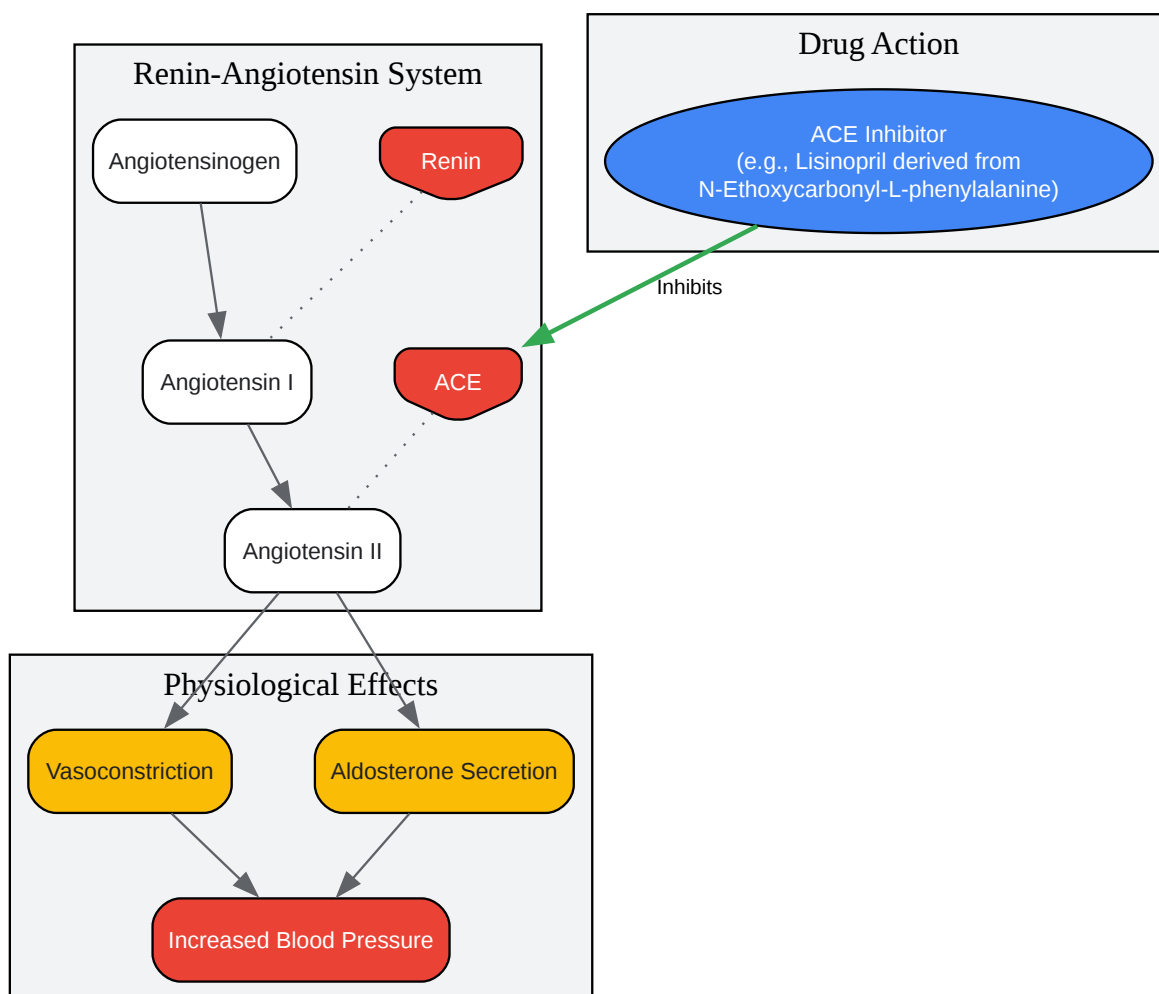 Renin-Angiotensin System
Drug Action
Angiotensinogen
Renin
ACE Inhibitor
(e.g., Lisinopril derived from
N-Ethoxycarbonyl-L-phenylalanine)
Inhibits
Angiotensin I
ACE
Angiotensin II
Physiological Effects
Vasoconstriction
Aldosterone Secretion
Increased Blood Pressure